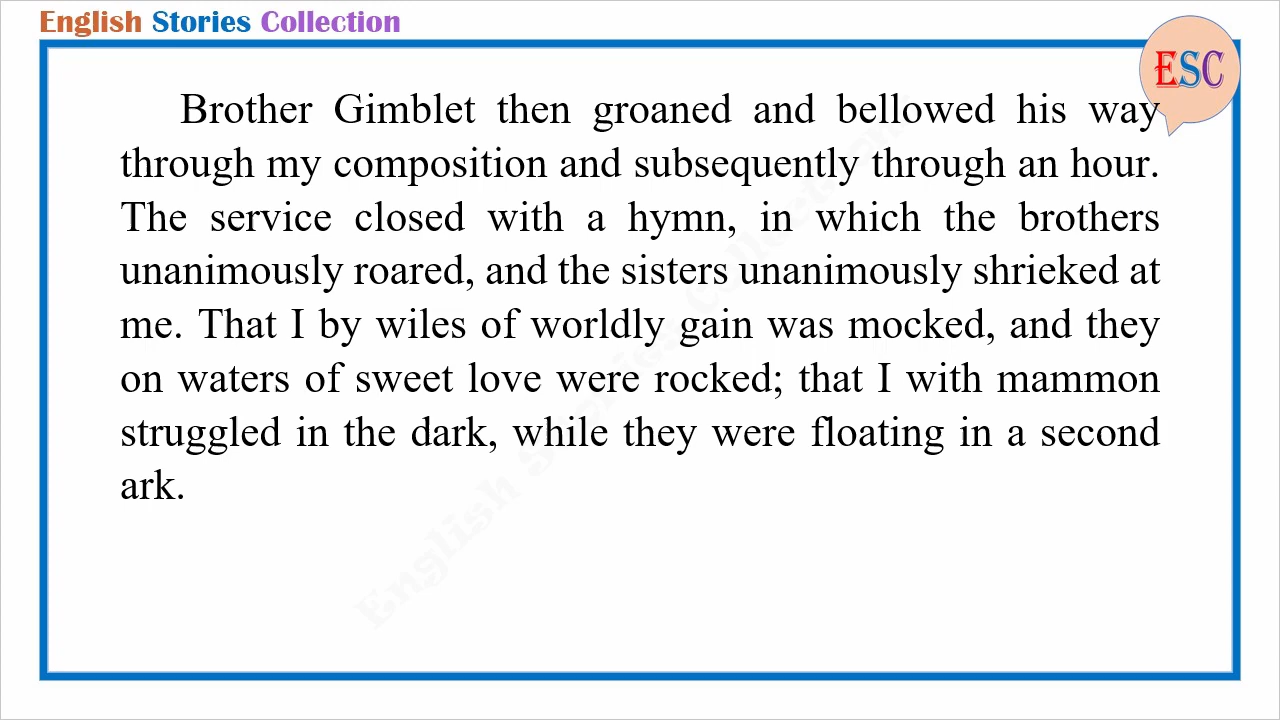 English Stories Collection
ESC
Brother Gimblet then groaned and bellowed his way
through my composition and subsequently through an hour.
The service closed with a hymn, in which the brothers
unanimously roared, and the sisters unanimously shrieked at
me. That I by wiles of worldly gain was mocked, and they
on waters of sweet love were rocked; that I with mammon
struggled in the dark, while they were floating in a second
ark.
English Stories Collection